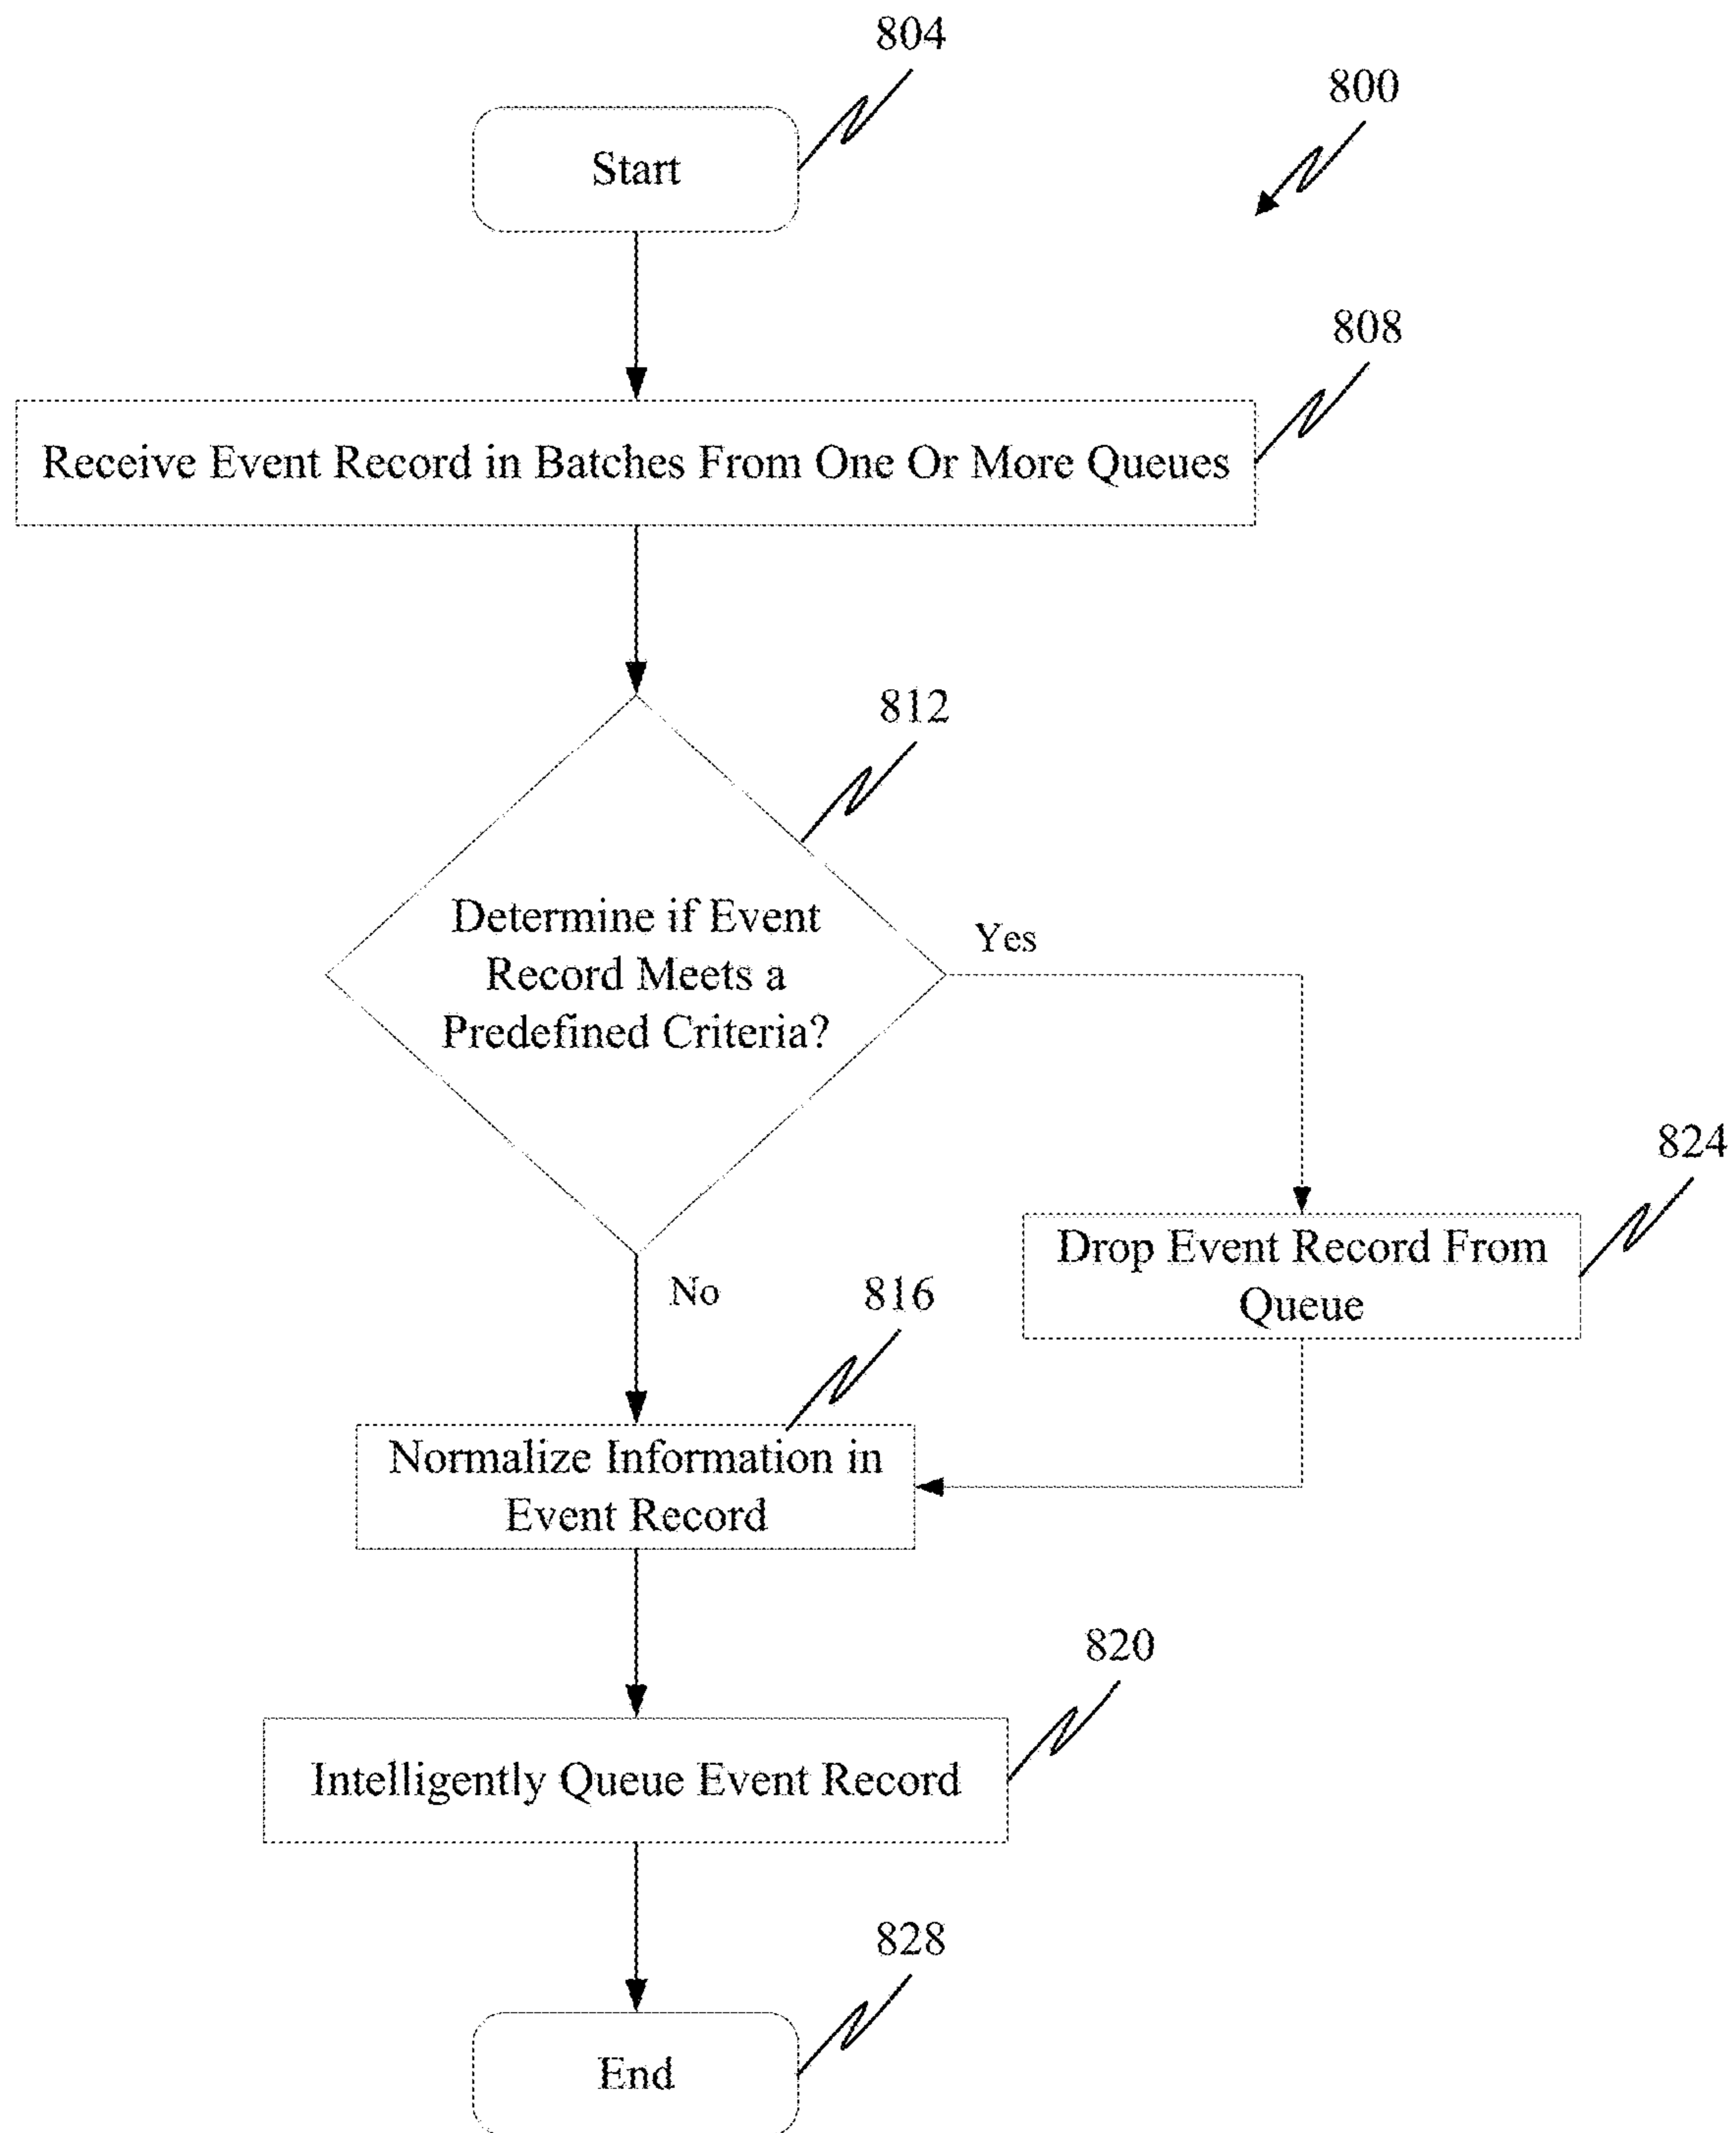 804
800
Start
808
Receive Event Record in Batches From One Or More Queues
812
Determine if Event
Record Meets a
Predefined Criteria?
Yes
824
Drop Event Record From
Queue
No
816
Normalize Information in
Event Record
820
Intelligently Queue Event Record
828
End